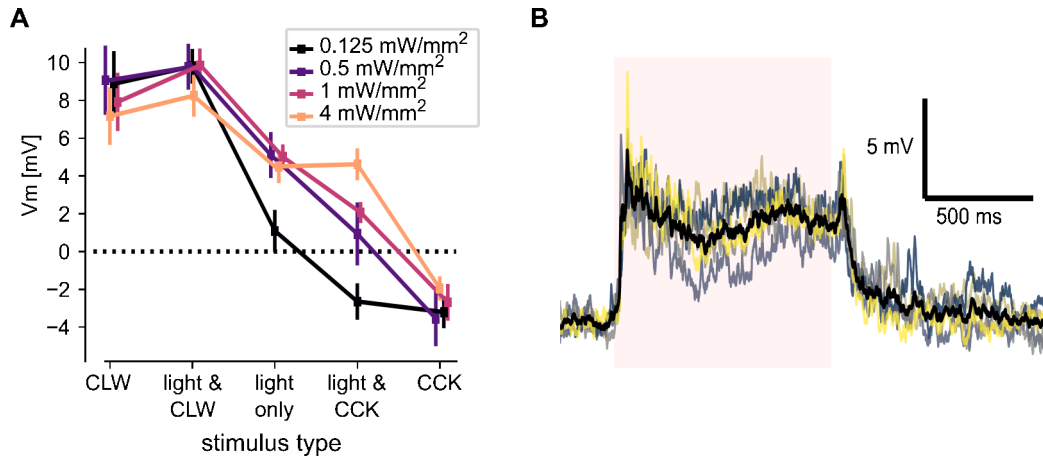 A
B
Vm [mV]
10
8
6
4
2
0
−2
−4
0.125 mW/mm²
0.5 mW/mm²
1 mW/mm²
4 mW/mm²
CLW
light &
CLW
light
only
light &
CCK
CCK
stimulus type
5 mV
500 ms